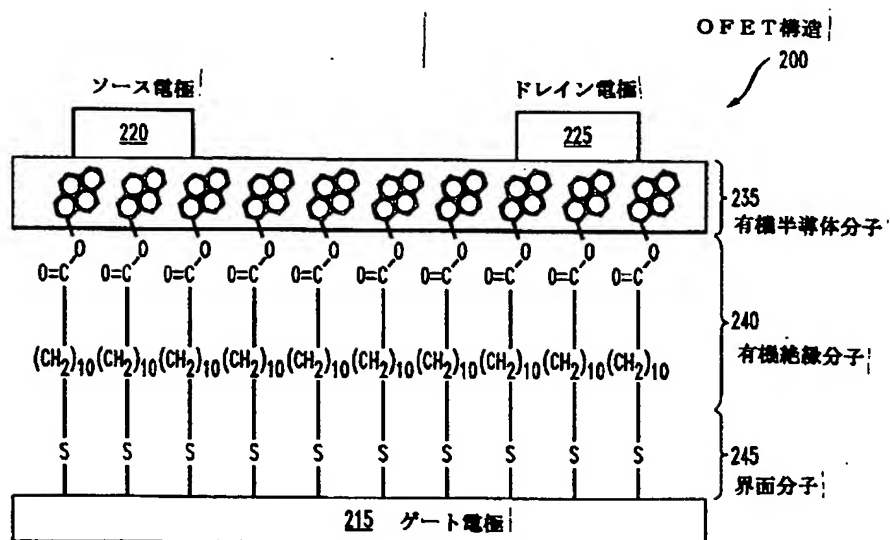 OFET構造
200
ソース電極
ドレイン電極
220
225
235
有機半導体分子
O O O O O O O O O O
O=C O=C O=C O=C O=C O=C O=C O=C O=C O=C
240
有機絶縁分子
(CH2)10(CH2)10(CH2)10(CH2)10(CH2)10(CH2)10(CH2)10(CH2)10(CH2)10(CH2)10
S S S S S S S S S S
245
界面分子
215 ゲート電極